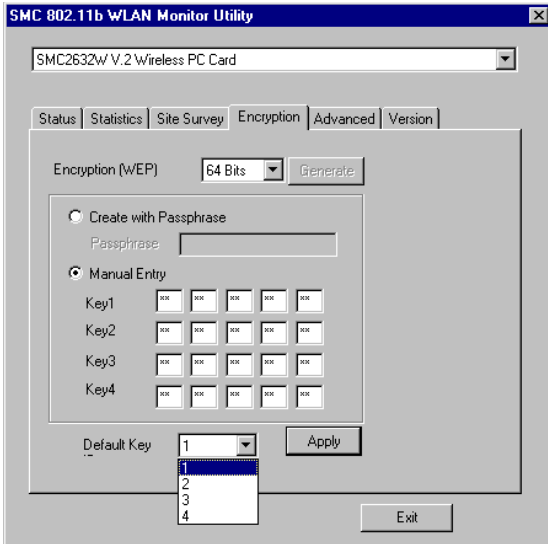 SMC 802.11b WLAN Monitor Utility
SMC2632W V.2 Wireless PC Card
Status Statistics Site Survey Encryption Advanced Version
Encryption (WEP) 64 Bits Generate
Create with Passphrase
Passphrase
Manual Entry
Key1 ** ** ** ** **
Key2 ** ** ** ** **
Key3 ** ** ** ** **
Key4 ** ** ** ** **
Default Key 1 Apply
1
2
3
4
Exit